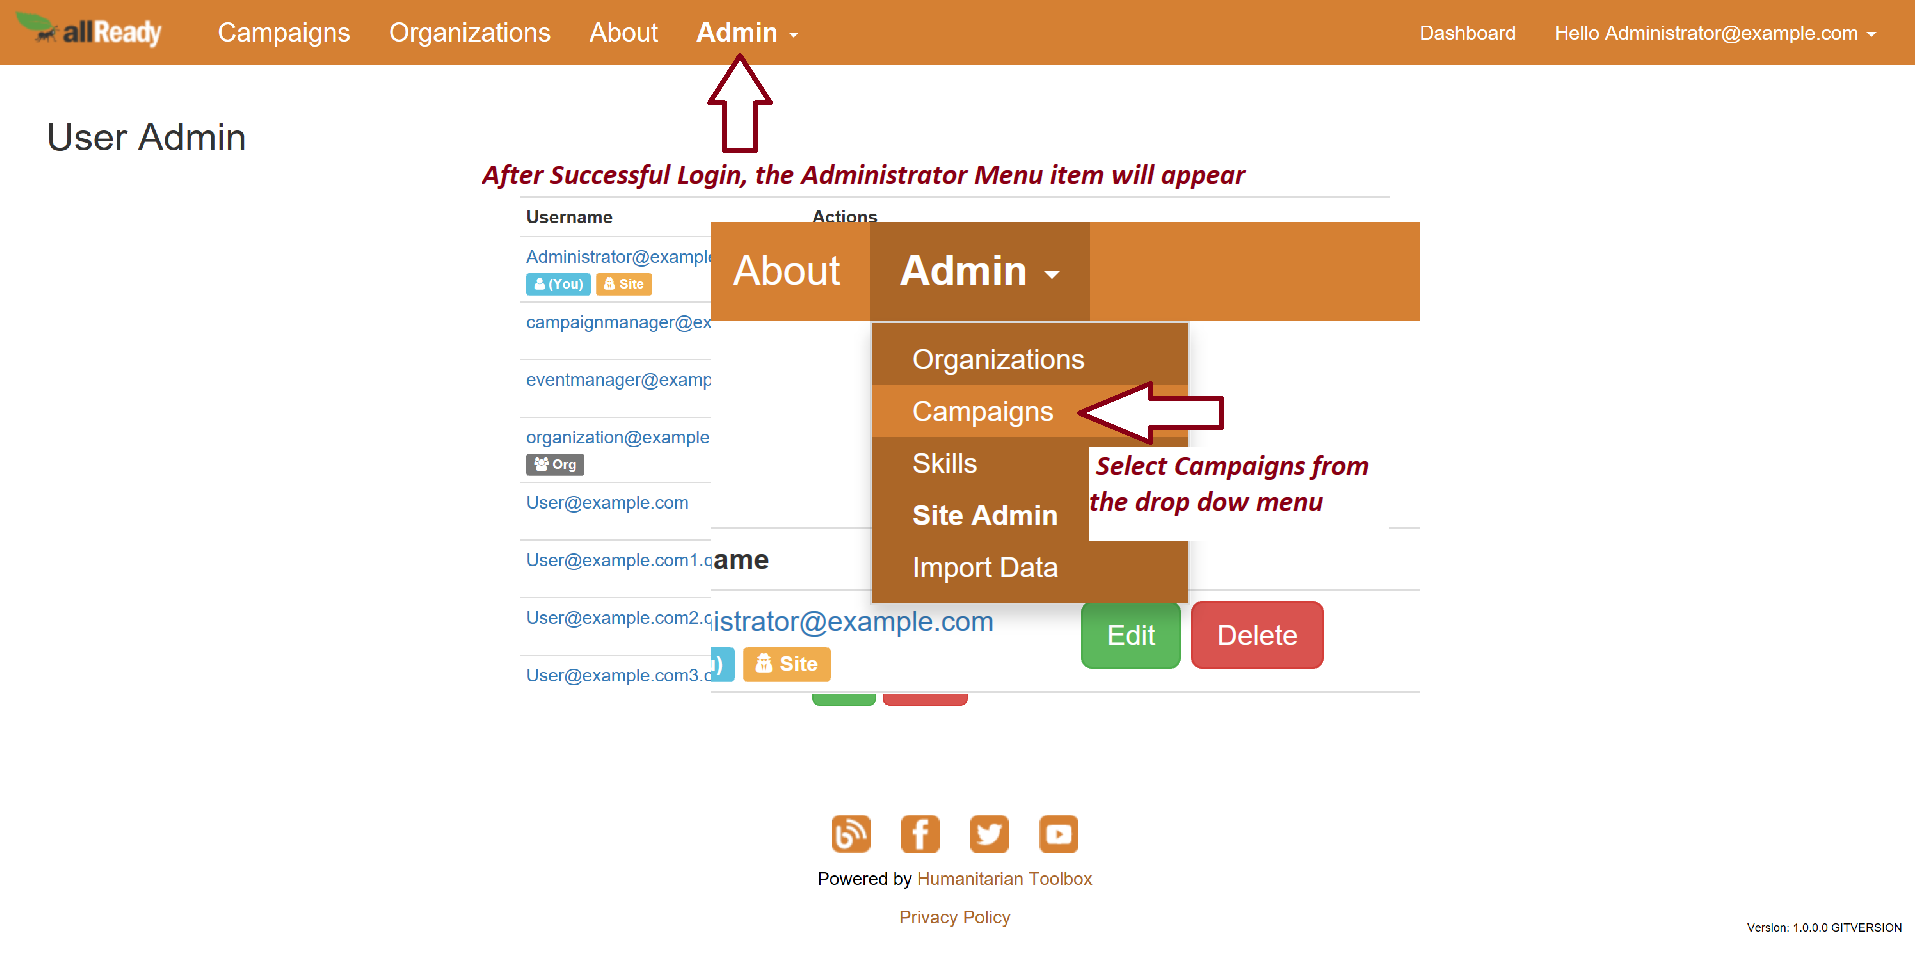 allReady
Campaigns Organizations About Admin
Dashboard Hello Administrator@example.com
User Admin
After Successful Login, the Administrator Menu item will appear
Username Actions
Administrator@example
(You) Site
campaignmanager@ex
eventmanager@examp
organization@example
Org
User@example.com
User@example.com1.q
User@example.com2.q
User@example.com3.q
About Admin
Organizations
Campaigns
Skills
Site Admin
Import Data
Select Campaigns from
the drop dow menu
ame
istrator@example.com
Edit Delete
) Site
Powered by Humanitarian Toolbox
Privacy Policy
Version: 1.0.0.0 GITVERSION